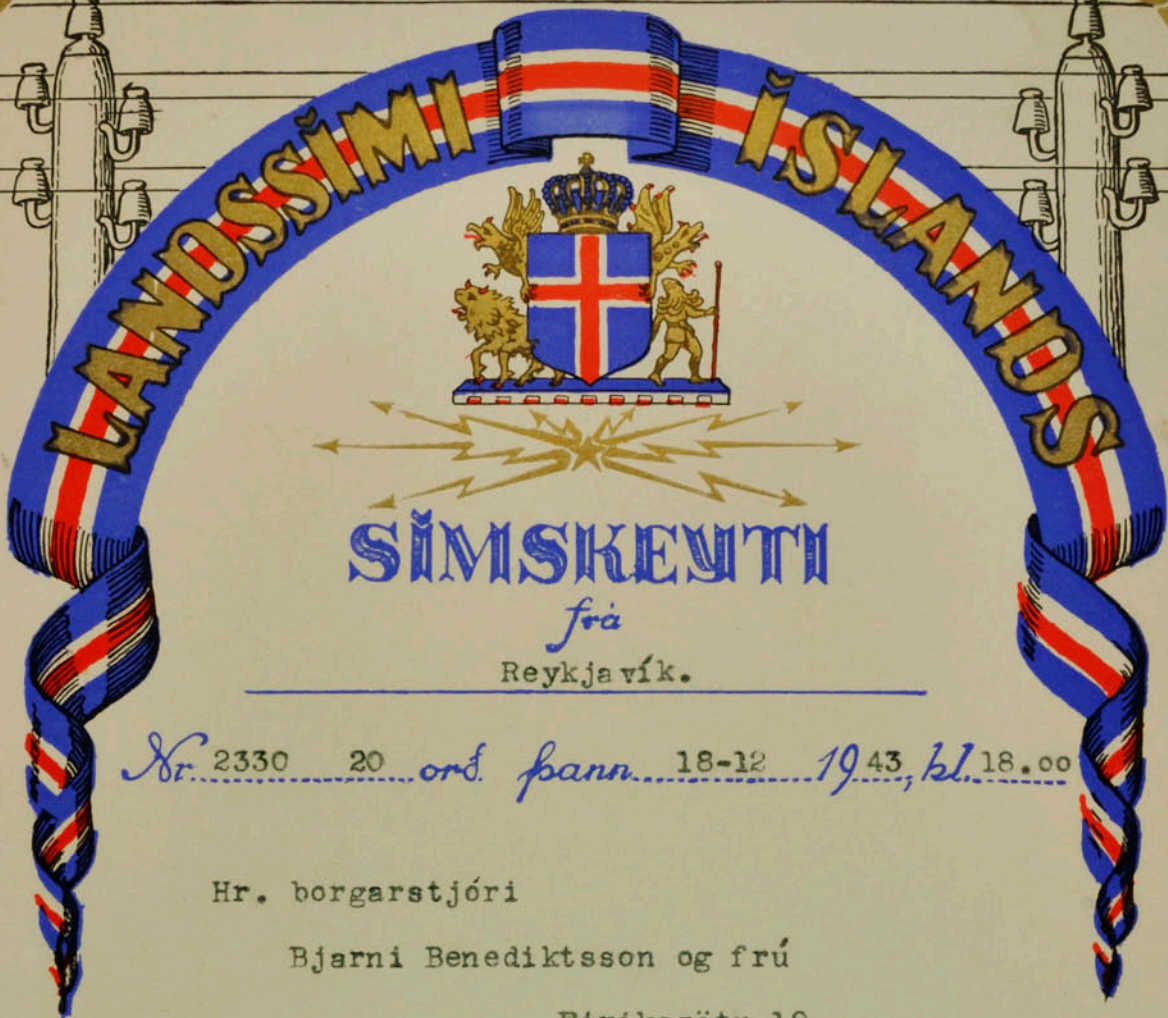 LANDSSÍMI ÍSLANDS
SÍMSKEYTI
frá
Reykjavík.
Nr. 2330 20 orð. þann 18-12 1943, kl. 18.00
Hr. borgarstjóri
Bjarni Benediktsson og frú